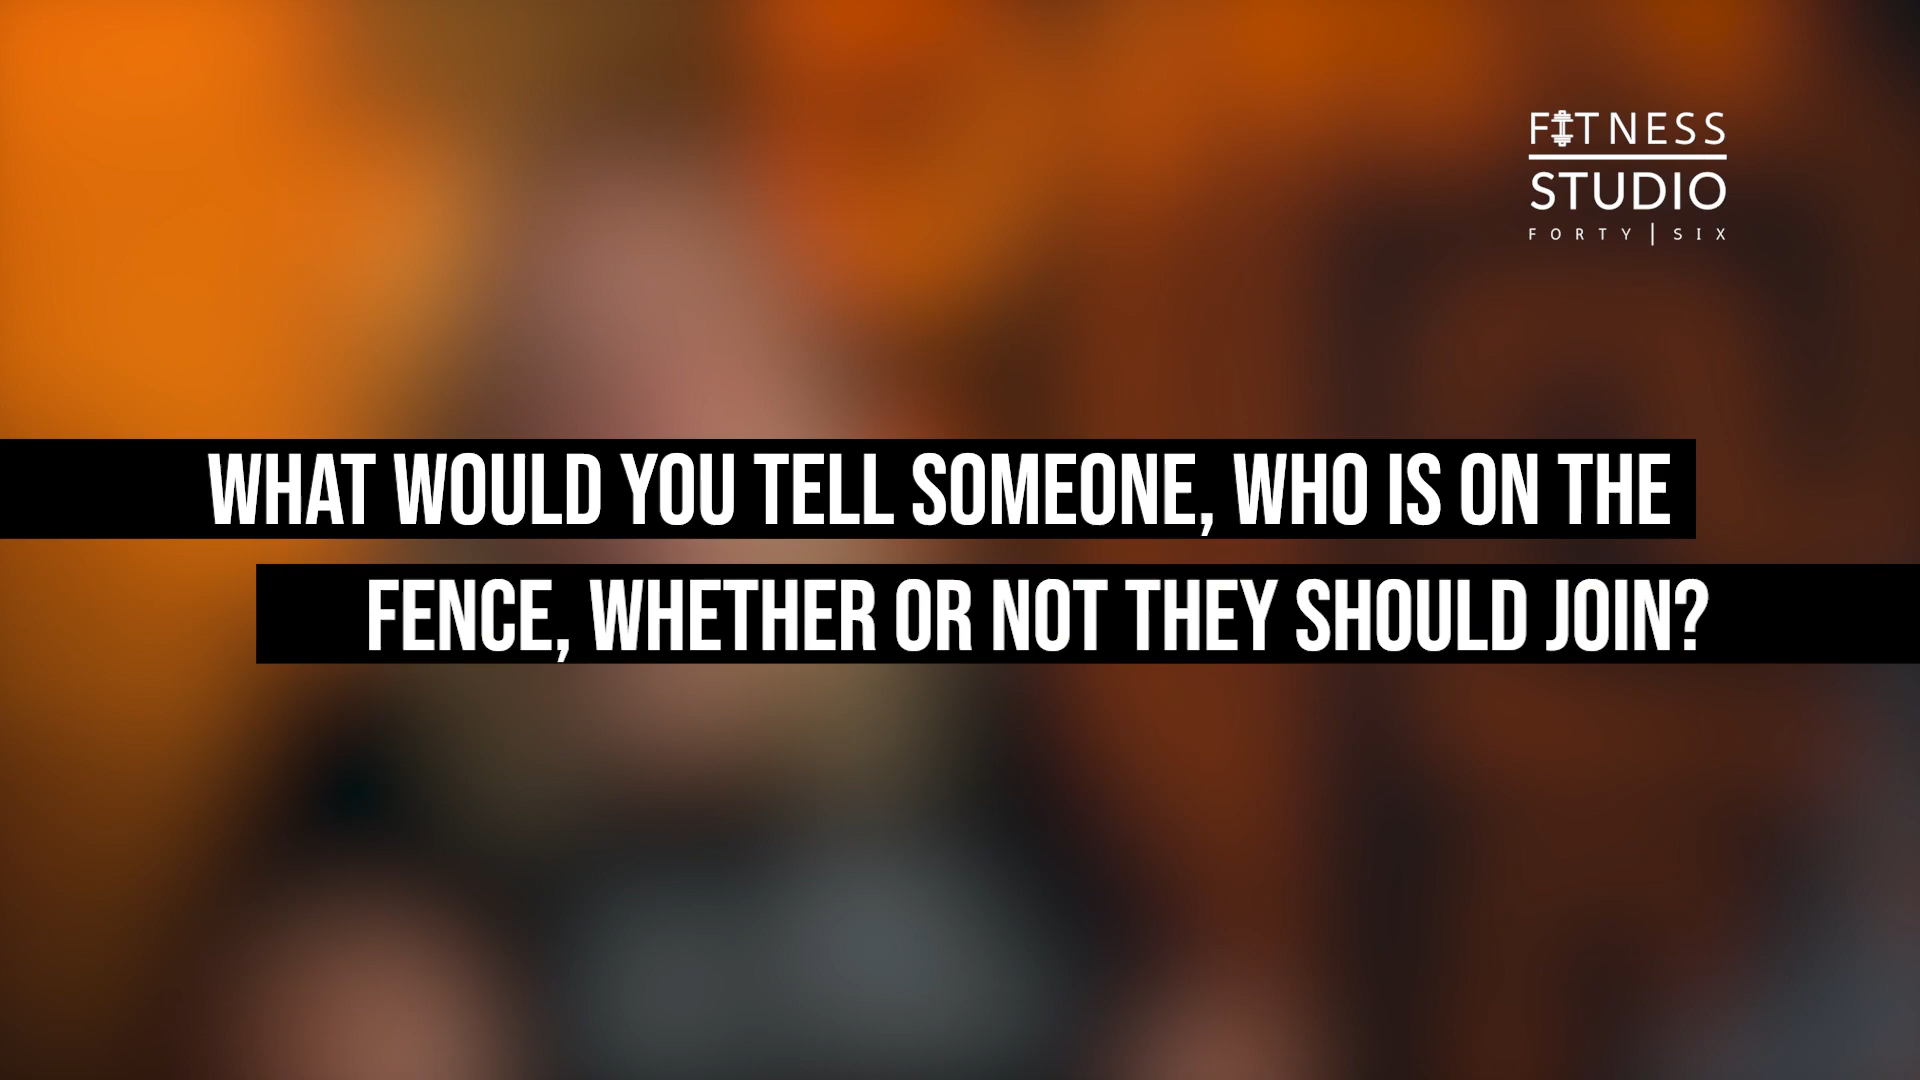 FITNESS
STUDIO
FORTY|SIX
WHAT WOULD YOU TELL SOMEONE, WHO IS ON THE
FENCE, WHETHER OR NOT THEY SHOULD JOIN?